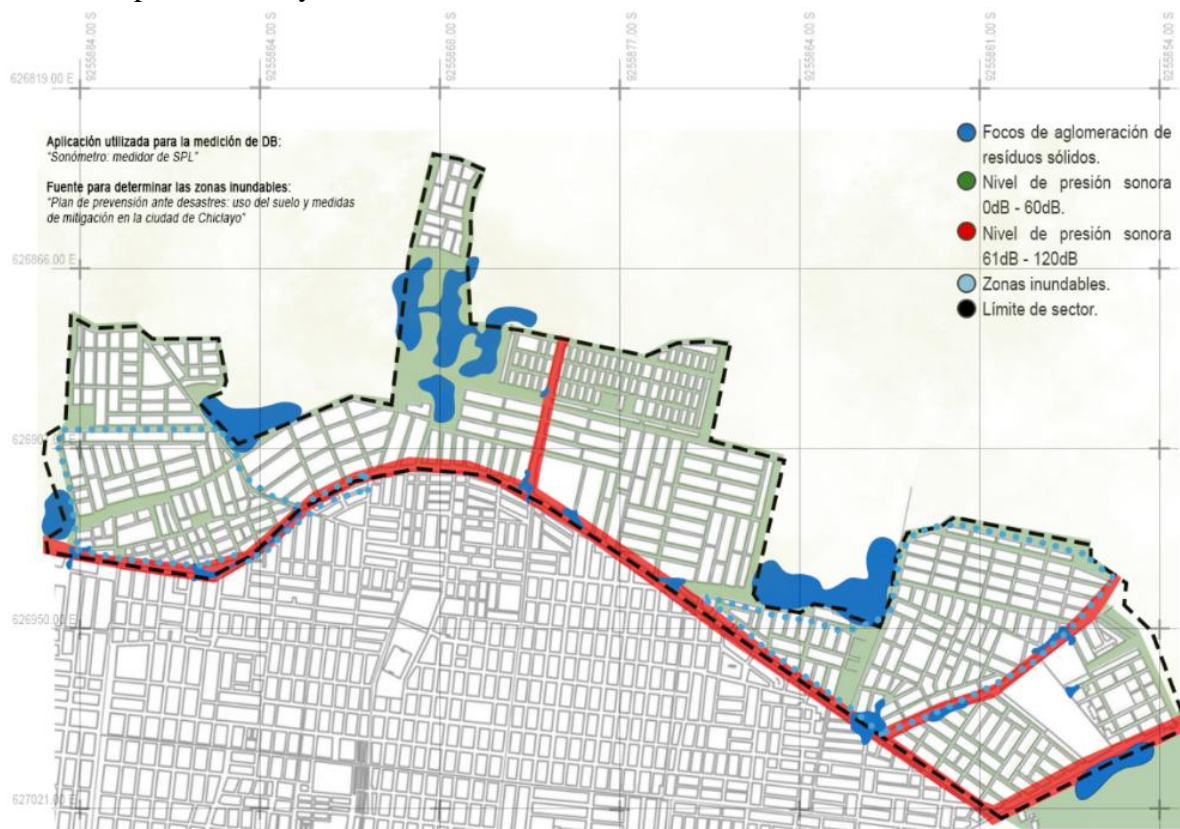 9255884.00 S
9255864.00 S
9255868.00 S
9255877.00 S
9255864.00 S
9255861.00 S
9255854.00 S
626819.00 E
Aplicación utilizada para la medición de DB:
"Sonómetro: medidor de SPL"
Fuente para determinar las zonas inundables:
"Plan de prevención ante desastres: uso del suelo y medidas
de mitigación en la ciudad de Chiclayo"
Focos de aglomeración de
resíduos sólidos.
Nivel de presión sonora
0dB - 60dB.
Nivel de presión sonora
61dB - 120dB
Zonas inundables.
Límite de sector.
626866.00 E
626950.00 E
627021.00 E